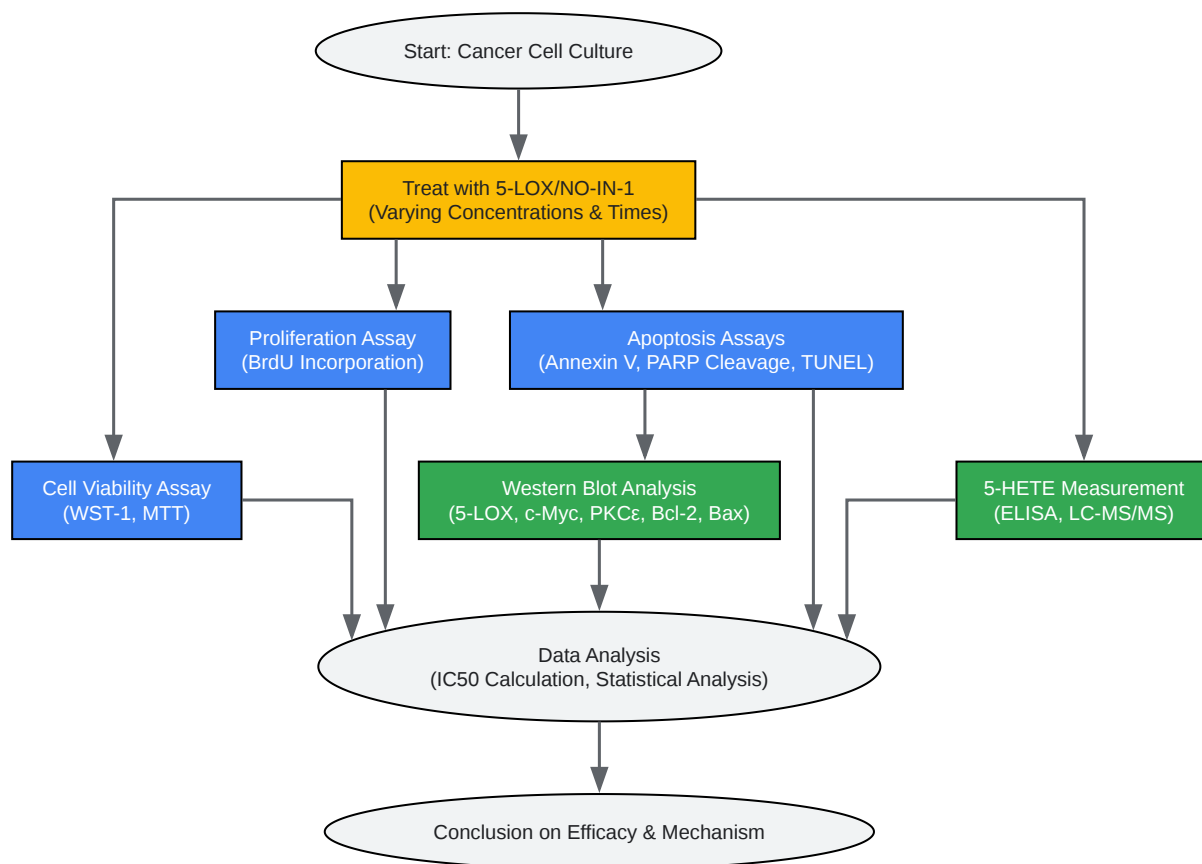 Start: Cancer Cell Culture
Treat with 5-LOX/NO-IN-1
(Varying Concentrations & Times)
Proliferation Assay
(BrdU Incorporation)
Apoptosis Assays
(Annexin V, PARP Cleavage, TUNEL)
Cell Viability Assay
(WST-1, MTT)
Western Blot Analysis
(5-LOX, c-Myc, PKCε, Bcl-2, Bax)
5-HETE Measurement
(ELISA, LC-MS/MS)
Data Analysis
(IC50 Calculation, Statistical Analysis)
Conclusion on Efficacy & Mechanism